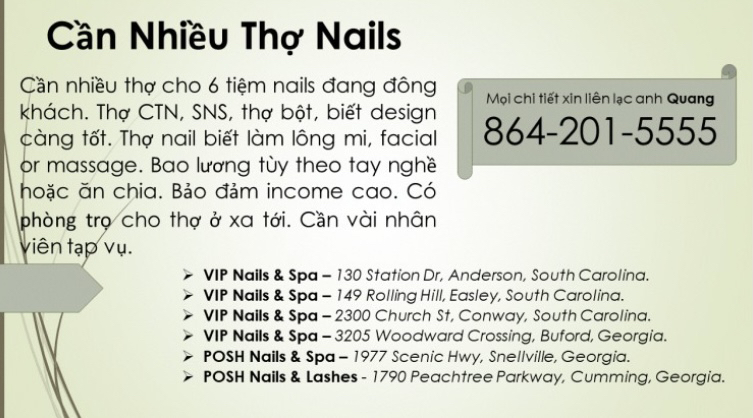 Cần Nhiều Thợ Nails
Cần nhiều thợ cho 6 tiệm nails đang đông
khách. Thợ CTN, SNS, thợ bột, biết design
càng tốt. Thợ nail biết làm lông mi, facial
or massage. Bao lương tùy theo tay nghề
hoặc ăn chia. Bảo đảm income cao. Có
phòng trọ cho thợ ở xa tới. Cần vài nhân
viên tạp vụ.
Mọi chi tiết xin liên lạc anh Quang
864-201-5555
➢ VIP Nails & Spa – 130 Station Dr, Anderson, South Carolina.
➢ VIP Nails & Spa – 149 Rolling Hill, Easley, South Carolina.
➢ VIP Nails & Spa – 2300 Church St, Conway, South Carolina.
➢ VIP Nails & Spa – 3205 Woodward Crossing, Buford, Georgia.
➢ POSH Nails & Spa – 1977 Scenic Hwy, Snellville, Georgia.
➢ POSH Nails & Lashes - 1790 Peachtree Parkway, Cumming, Georgia.